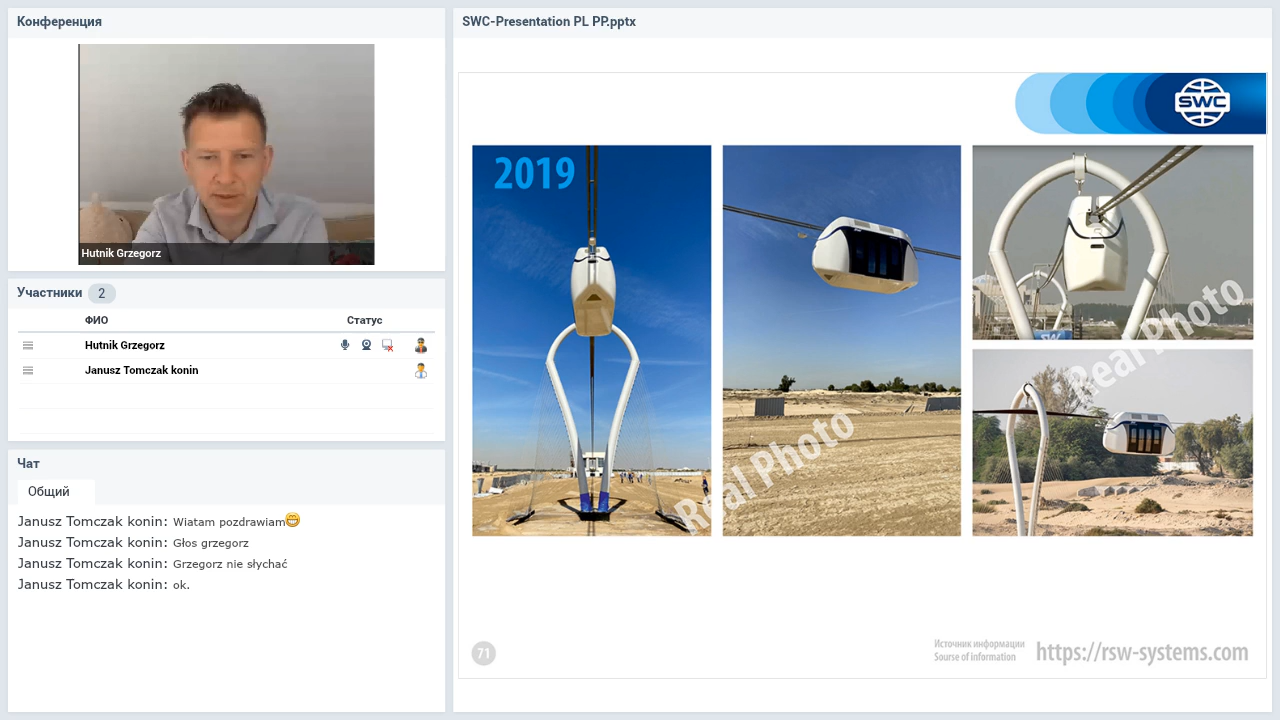 Конференция
Hutnik Grzegorz
Участники 2
ФИО Статус
Hutnik Grzegorz
Janusz Tomczak konin
Чат
Общий
Janusz Tomczak konin: Wiatam pozdrawiam
Janusz Tomczak konin: Głos grzegorz
Janusz Tomczak konin: Grzegorz nie słychać
Janusz Tomczak konin: ok.
SWC-Presentation PL PP.pptx
SWC
2019
Real Photo
Real Photo
71
Источник информации
Sourse of information
https://rsw-systems.com